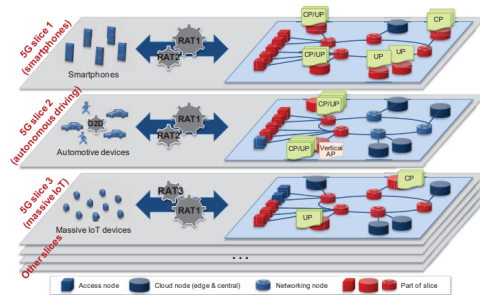 5G slice 1
(smartphones)
Smartphones
RAT1
RAT2
CP/UP
CP
CP/UP
UP
UP
5G slice 2
(autonomous driving)
D2D
Automotive devices
RAT1
RAT2
CP/UP
CP/UP
Vertical
AP
5G slice 3
(massive IoT)
Massive IoT devices
RAT3
RAT1
CP
UP
Other slices
...
Access node
Cloud node (edge & central)
Networking node
Part of slice